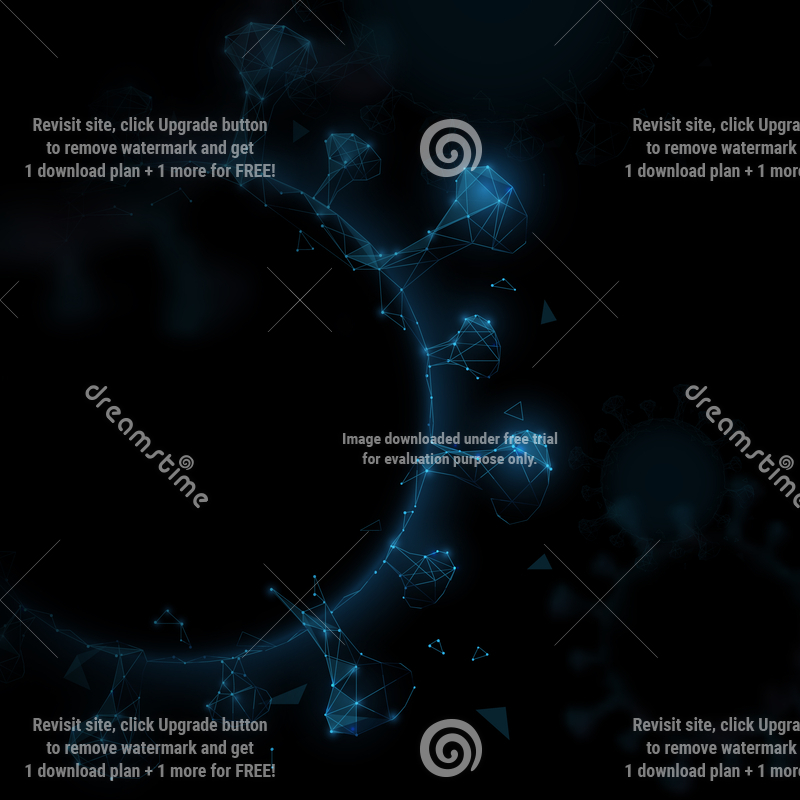 Revisit site, click Upgrade button
to remove watermark and get
1 download plan + 1 more for FREE!
Revisit site, click Upgra
to remove watermark
1 download plan + 1 more
dreamstime
dreamstime
Image downloaded under free trial
for evaluation purpose only.
Revisit site, click Upgrade button
to remove watermark and get
1 download plan + 1 more for FREE!
Revisit site, click Upgra
to remove watermark
1 download plan + 1 more